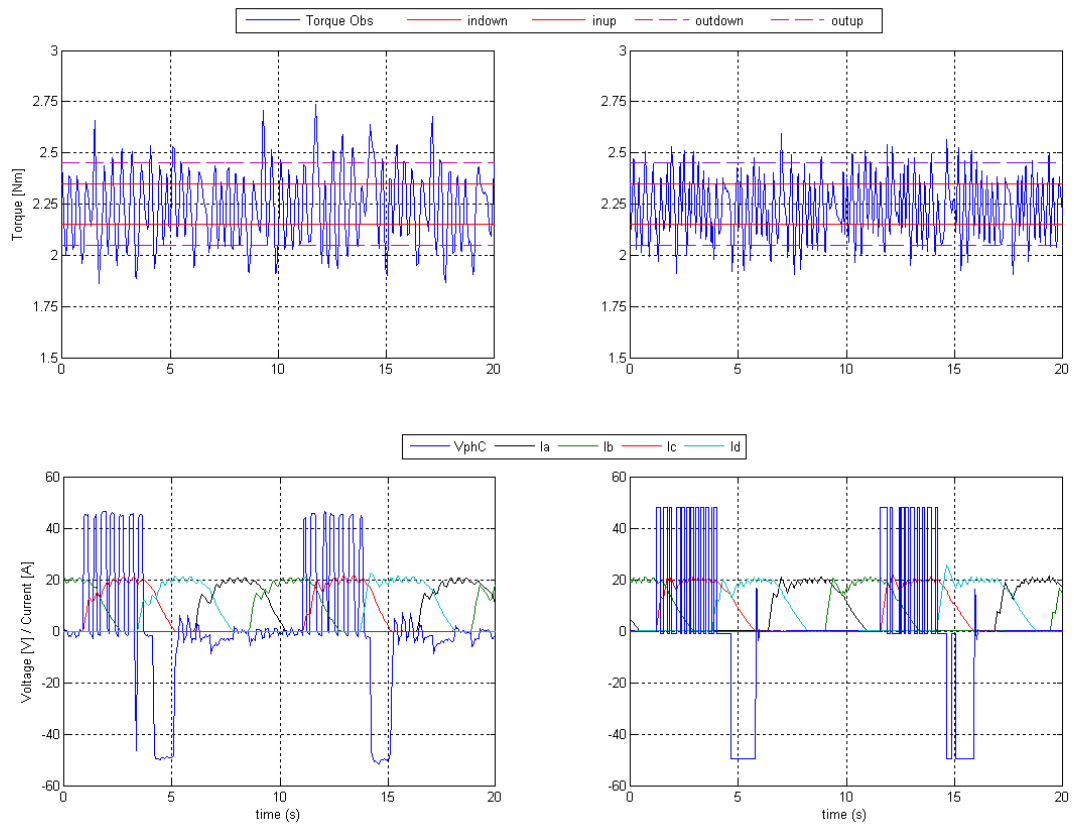 Torque Obs indown inup outdown outup
3
2.75
2.5
2.25
2
1.75
1.5
Torque [Nm]
0 5 10 15 20
3
2.75
2.5
2.25
2
1.75
1.5
0 5 10 15 20
VphC Ia Ib Ic Id
60
40
20
0
-20
-40
-60
Voltage [V] / Current [A]
0 5 10 15 20
time (s)
60
40
20
0
-20
-40
-60
0 5 10 15 20
time (s)